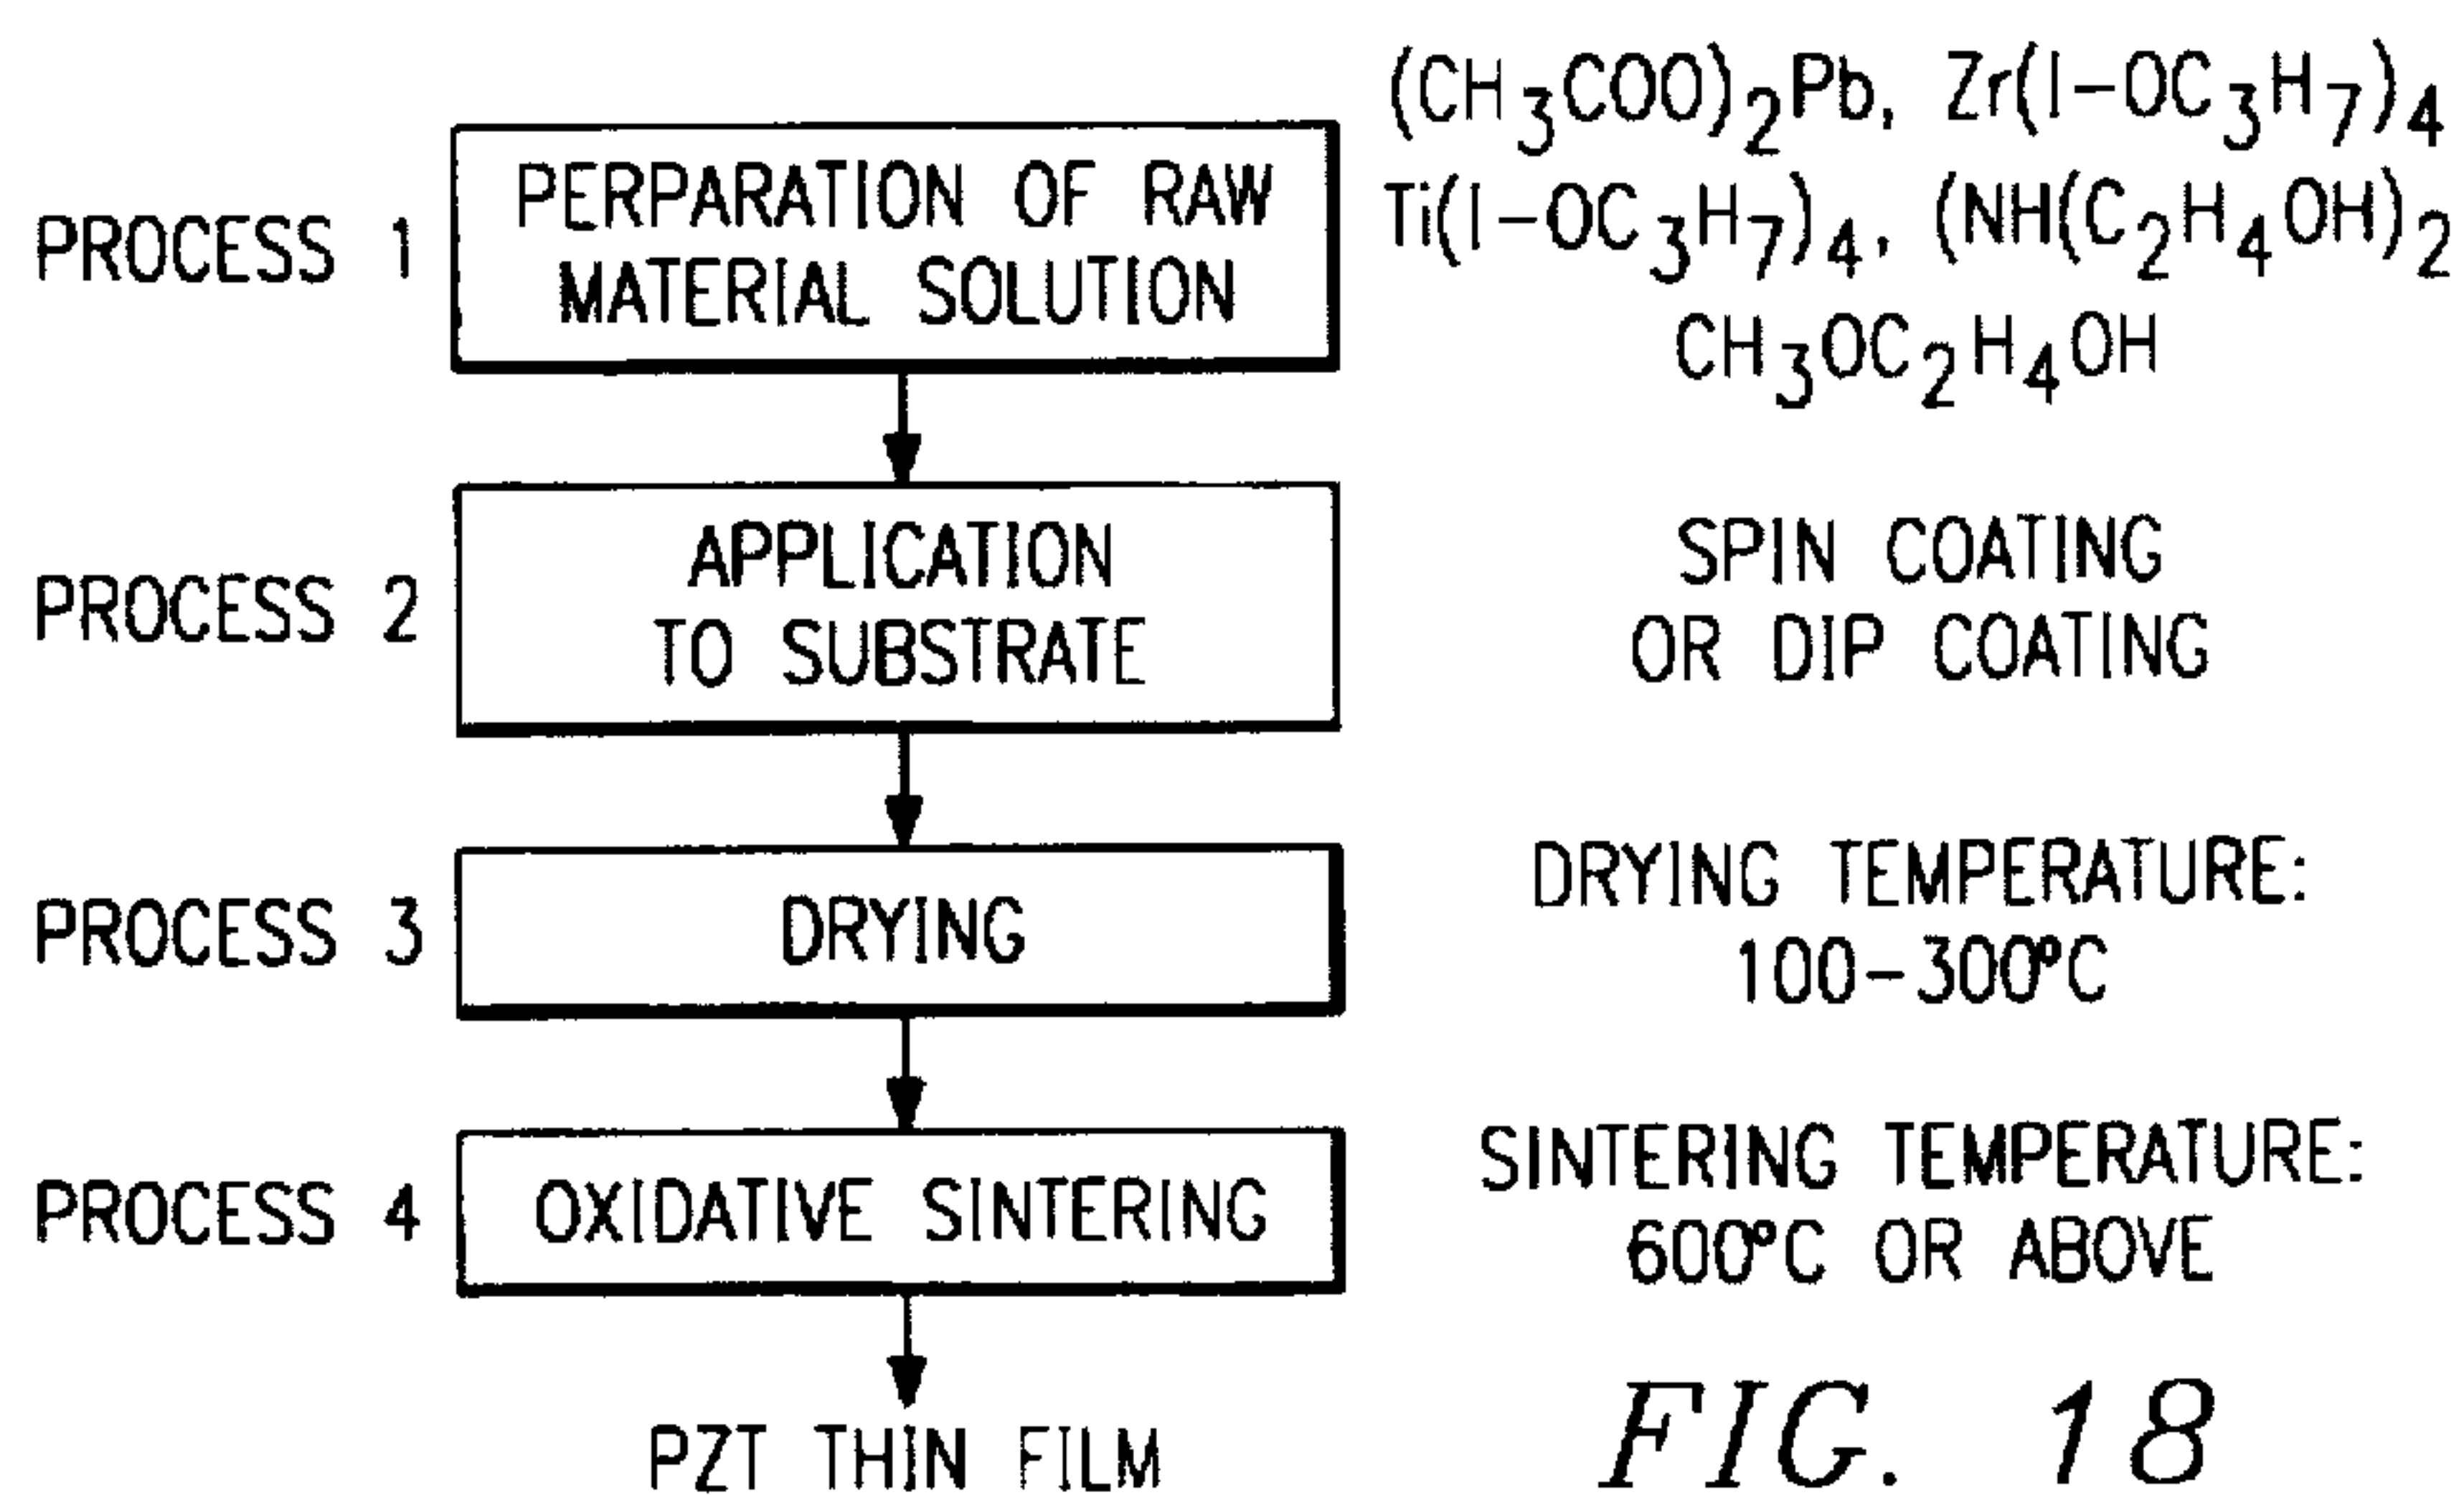 (CH3COO)2Pb, Zr(I-OC3H7)4
PROCESS 1
PERPARATION OF RAW
MATERIAL SOLUTION
Ti(I-OC3H7)4, (NH(C2H4OH)2
CH3OC2H4OH
PROCESS 2
APPLICATION
TO SUBSTRATE
SPIN COATING
OR DIP COATING
PROCESS 3
DRYING
DRYING TEMPERATURE:
100-300°C
PROCESS 4
OXIDATIVE SINTERING
SINTERING TEMPERATURE:
600°C OR ABOVE
PZT THIN FILM
FIG. 18